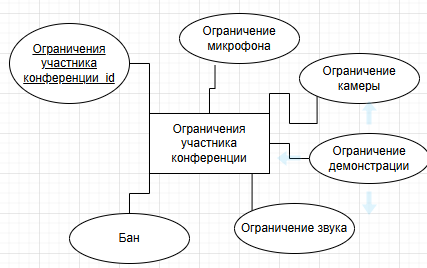 Ограничения
участника
конференции_id
Ограничение
микрофона
Ограничение
камеры
Ограничения
участника
конференции
Ограничение
демонстрации
Бан
Ограничение звука